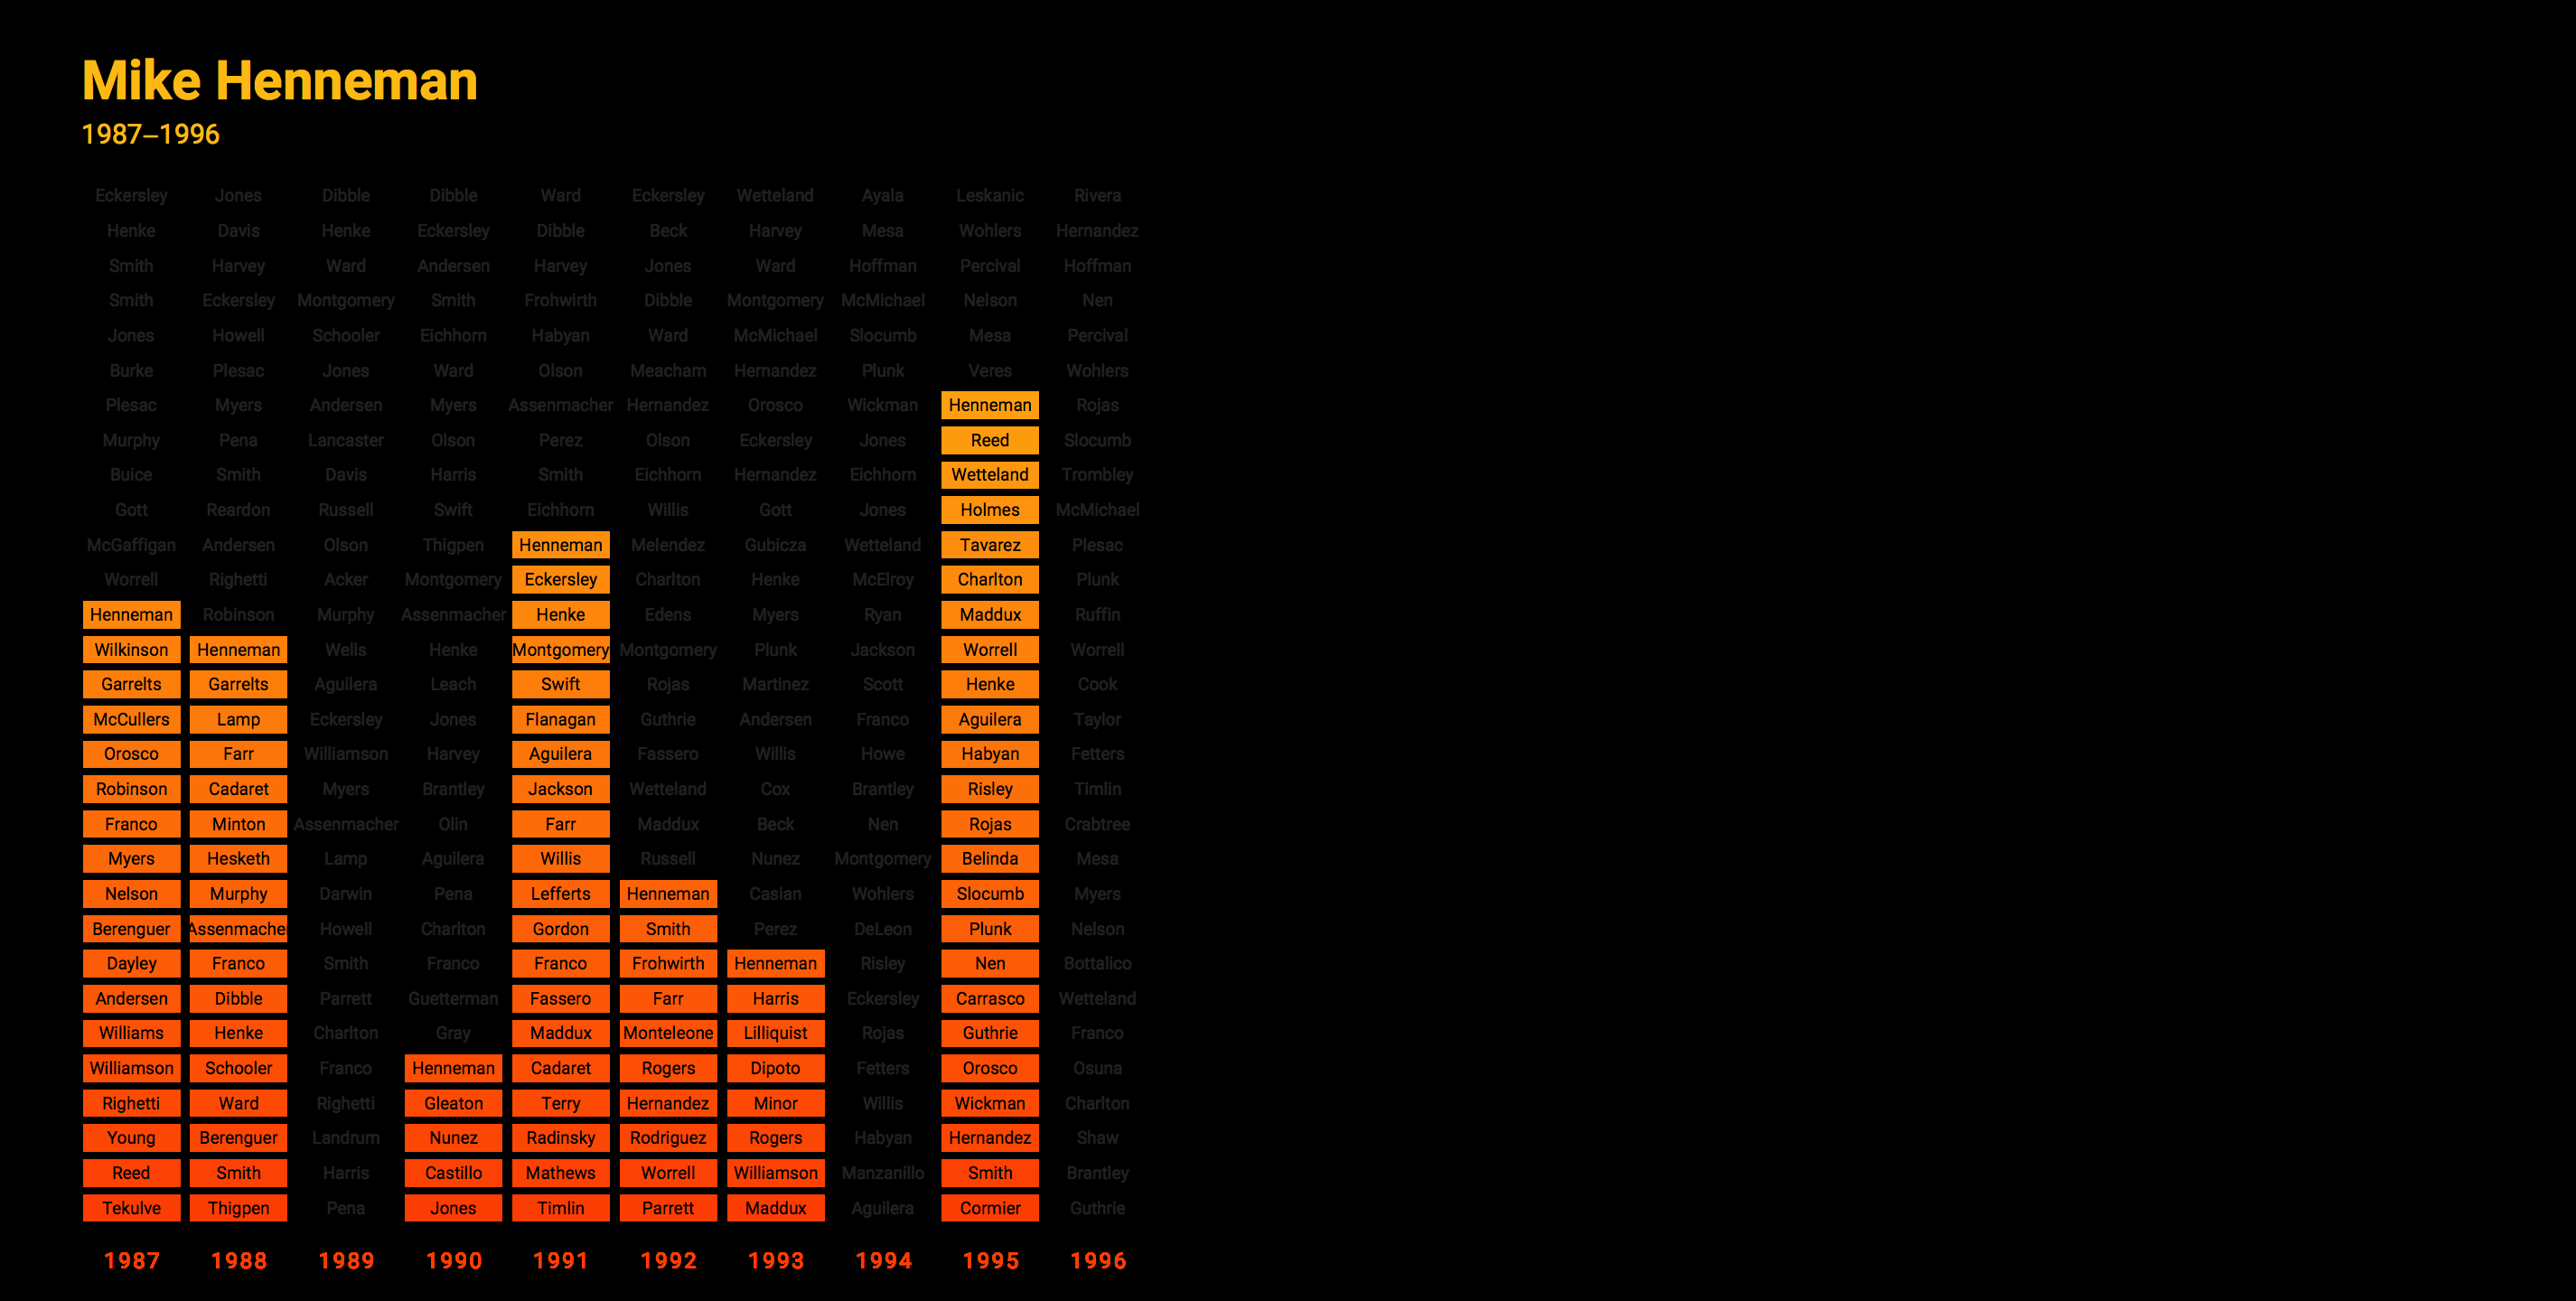 Mike Henneman
1987–1996
Eckersley Jones Dibble Dibble Ward Eckersley Wetteland Ayala Leskanic Rivera
Henke Davis Henke Eckersley Dibble Beck Harvey Mesa Wohlers Hernandez
Smith Harvey Ward Andersen Harvey Jones Ward Hoffman Percival Hoffman
Smith Eckersley Montgomery Smith Frohwirth Dibble Montgomery McMichael Nelson Nen
Jones Howell Schooler Eichhorn Habyan Ward McMichael Slocumb Mesa Percival
Burke Plesac Jones Ward Olson Meacham Hernandez Plunk Veres Wohlers
Plesac Myers Andersen Myers Assenmacher Hernandez Orosco Wickman Henneman Rojas
Murphy Pena Lancaster Olson Perez Olson Eckersley Jones Reed Slocumb
Buice Smith Davis Harris Smith Eichhorn Hernandez Eichhorn Wetteland Trombley
Gott Reardon Russell Swift Eichhorn Willis Gott Jones Holmes McMichael
McGaffigan Andersen Olson Thigpen Henneman Melendez Gubicza Wetteland Tavarez Plesac
Worrell Righetti Acker Montgomery Eckersley Charlton Henke McElroy Charlton Plunk
Henneman Robinson Murphy Assenmacher Henke Edens Myers Ryan Maddux Ruffin
Wilkinson Henneman Wells Henke Montgomery Montgomery Plunk Jackson Worrell Worrell
Garrelts Garrelts Aguilera Leach Swift Rojas Martinez Scott Henke Cook
McCullers Lamp Eckersley Jones Flanagan Guthrie Andersen Franco Aguilera Taylor
Orosco Farr Williamson Harvey Aguilera Fassero Willis Howe Habyan Fetters
Robinson Cadaret Myers Brantley Jackson Wetteland Cox Brantley Risley Timlin
Franco Minton Assenmacher Olin Farr Maddux Beck Nen Rojas Crabtree
Myers Hesketh Lamp Aguilera Willis Russell Nunez Montgomery Belinda Mesa
Nelson Murphy Darwin Pena Lefferts Henneman Casian Wohlers Slocumb Myers
Berenguer Assenmacher Howell Charlton Gordon Smith Perez DeLeon Plunk Nelson
Dayley Franco Smith Franco Franco Frohwirth Henneman Risley Nen Bottalico
Andersen Dibble Parrett Guetterman Fassero Farr Harris Eckersley Carrasco Wetteland
Williams Henke Charlton Gray Maddux Monteleone Lilliquist Rojas Guthrie Franco
Williamson Schooler Franco Henneman Cadaret Rogers Dipoto Fetters Orosco Osuna
Righetti Ward Righetti Gleaton Terry Hernandez Minor Willis Wickman Charlton
Young Berenguer Landrum Nunez Radinsky Rodriguez Rogers Habyan Hernandez Shaw
Reed Smith Harris Castillo Mathews Worrell Williamson Manzanillo Smith Brantley
Tekulve Thigpen Pena Jones Timlin Parrett Maddux Aguilera Cormier Guthrie
1987 1988 1989 1990 1991 1992 1993 1994 1995 1996